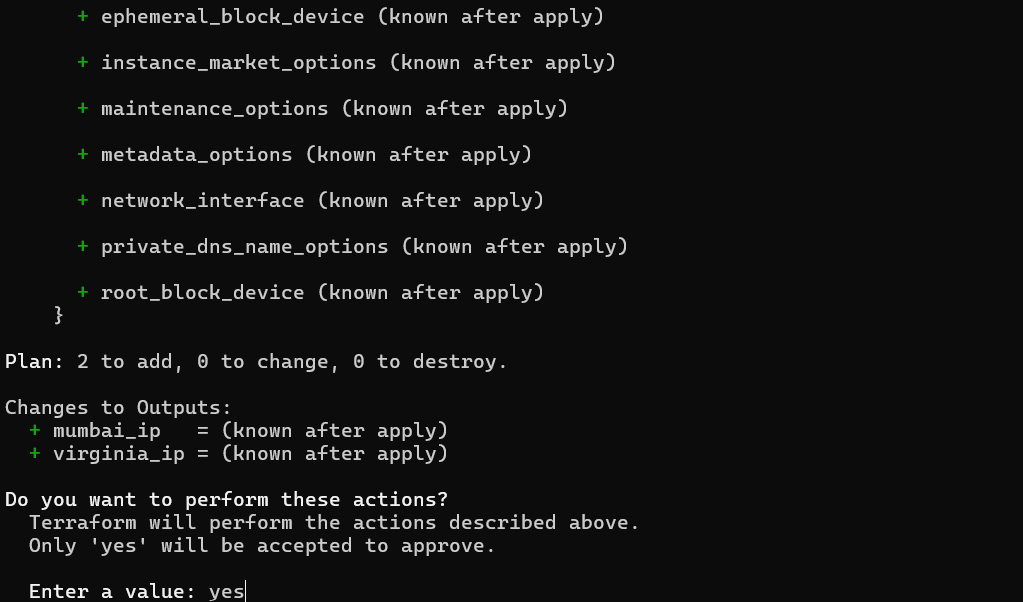 + ephemeral_block_device (known after apply)
+ instance_market_options (known after apply)
+ maintenance_options (known after apply)
+ metadata_options (known after apply)
+ network_interface (known after apply)
+ private_dns_name_options (known after apply)
+ root_block_device (known after apply)
}
Plan: 2 to add, 0 to change, 0 to destroy.
Changes to Outputs:
+ mumbai_ip   = (known after apply)
+ virginia_ip = (known after apply)
Do you want to perform these actions?
Terraform will perform the actions described above.
Only 'yes' will be accepted to approve.
Enter a value: yes